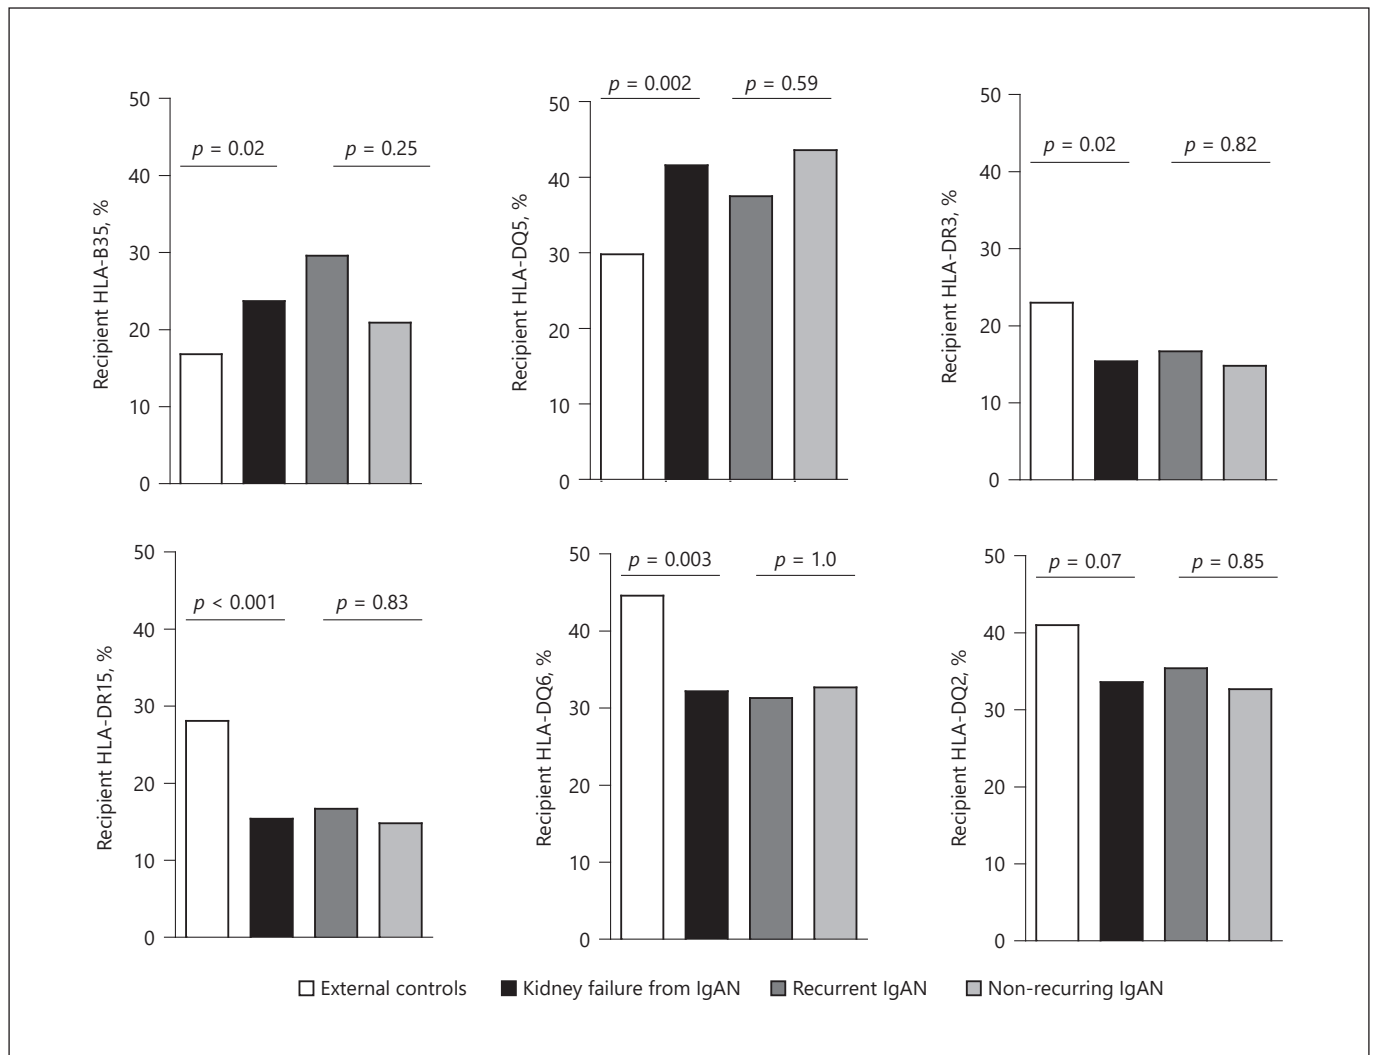 p = 0.02
p = 0.25
50
40
30
20
10
0
Recipient HLA-B35, %
p = 0.002
p = 0.59
50
40
30
20
10
0
Recipient HLA-DQ5, %
p = 0.02
p = 0.82
50
40
30
20
10
0
Recipient HLA-DR3, %
p < 0.001
p = 0.83
50
40
30
20
10
0
Recipient HLA-DR15, %
p = 0.003
p = 1.0
50
40
30
20
10
0
Recipient HLA-DQ6, %
p = 0.07
p = 0.85
50
40
30
20
10
0
Recipient HLA-DQ2, %
External controls
Kidney failure from IgAN
Recurrent IgAN
Non-recurring IgAN